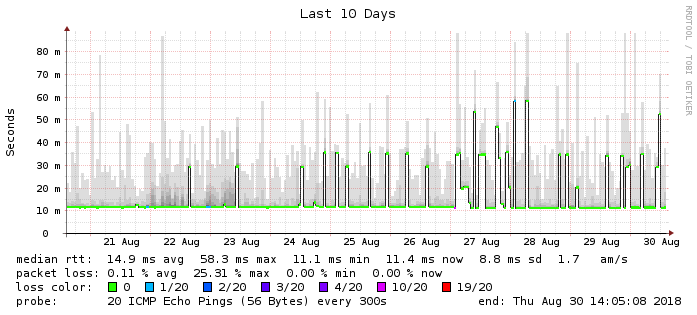 Last 10 Days
RRDTOOL / TOBI OETIKER
Seconds
80 m
70 m
60 m
50 m
40 m
30 m
20 m
10 m
0
21 Aug 22 Aug 23 Aug 24 Aug 25 Aug 26 Aug 27 Aug 28 Aug 29 Aug 30 Aug
median rtt: 14.9 ms avg 58.3 ms max 11.1 ms min 11.4 ms now 8.8 ms sd 1.7 am/s
packet loss: 0.11 % avg 25.31 % max 0.00 % min 0.00 % now
loss color: 0 1/20 2/20 3/20 4/20 10/20 19/20
probe: 20 ICMP Echo Pings (56 Bytes) every 300s end: Thu Aug 30 14:05:08 2018